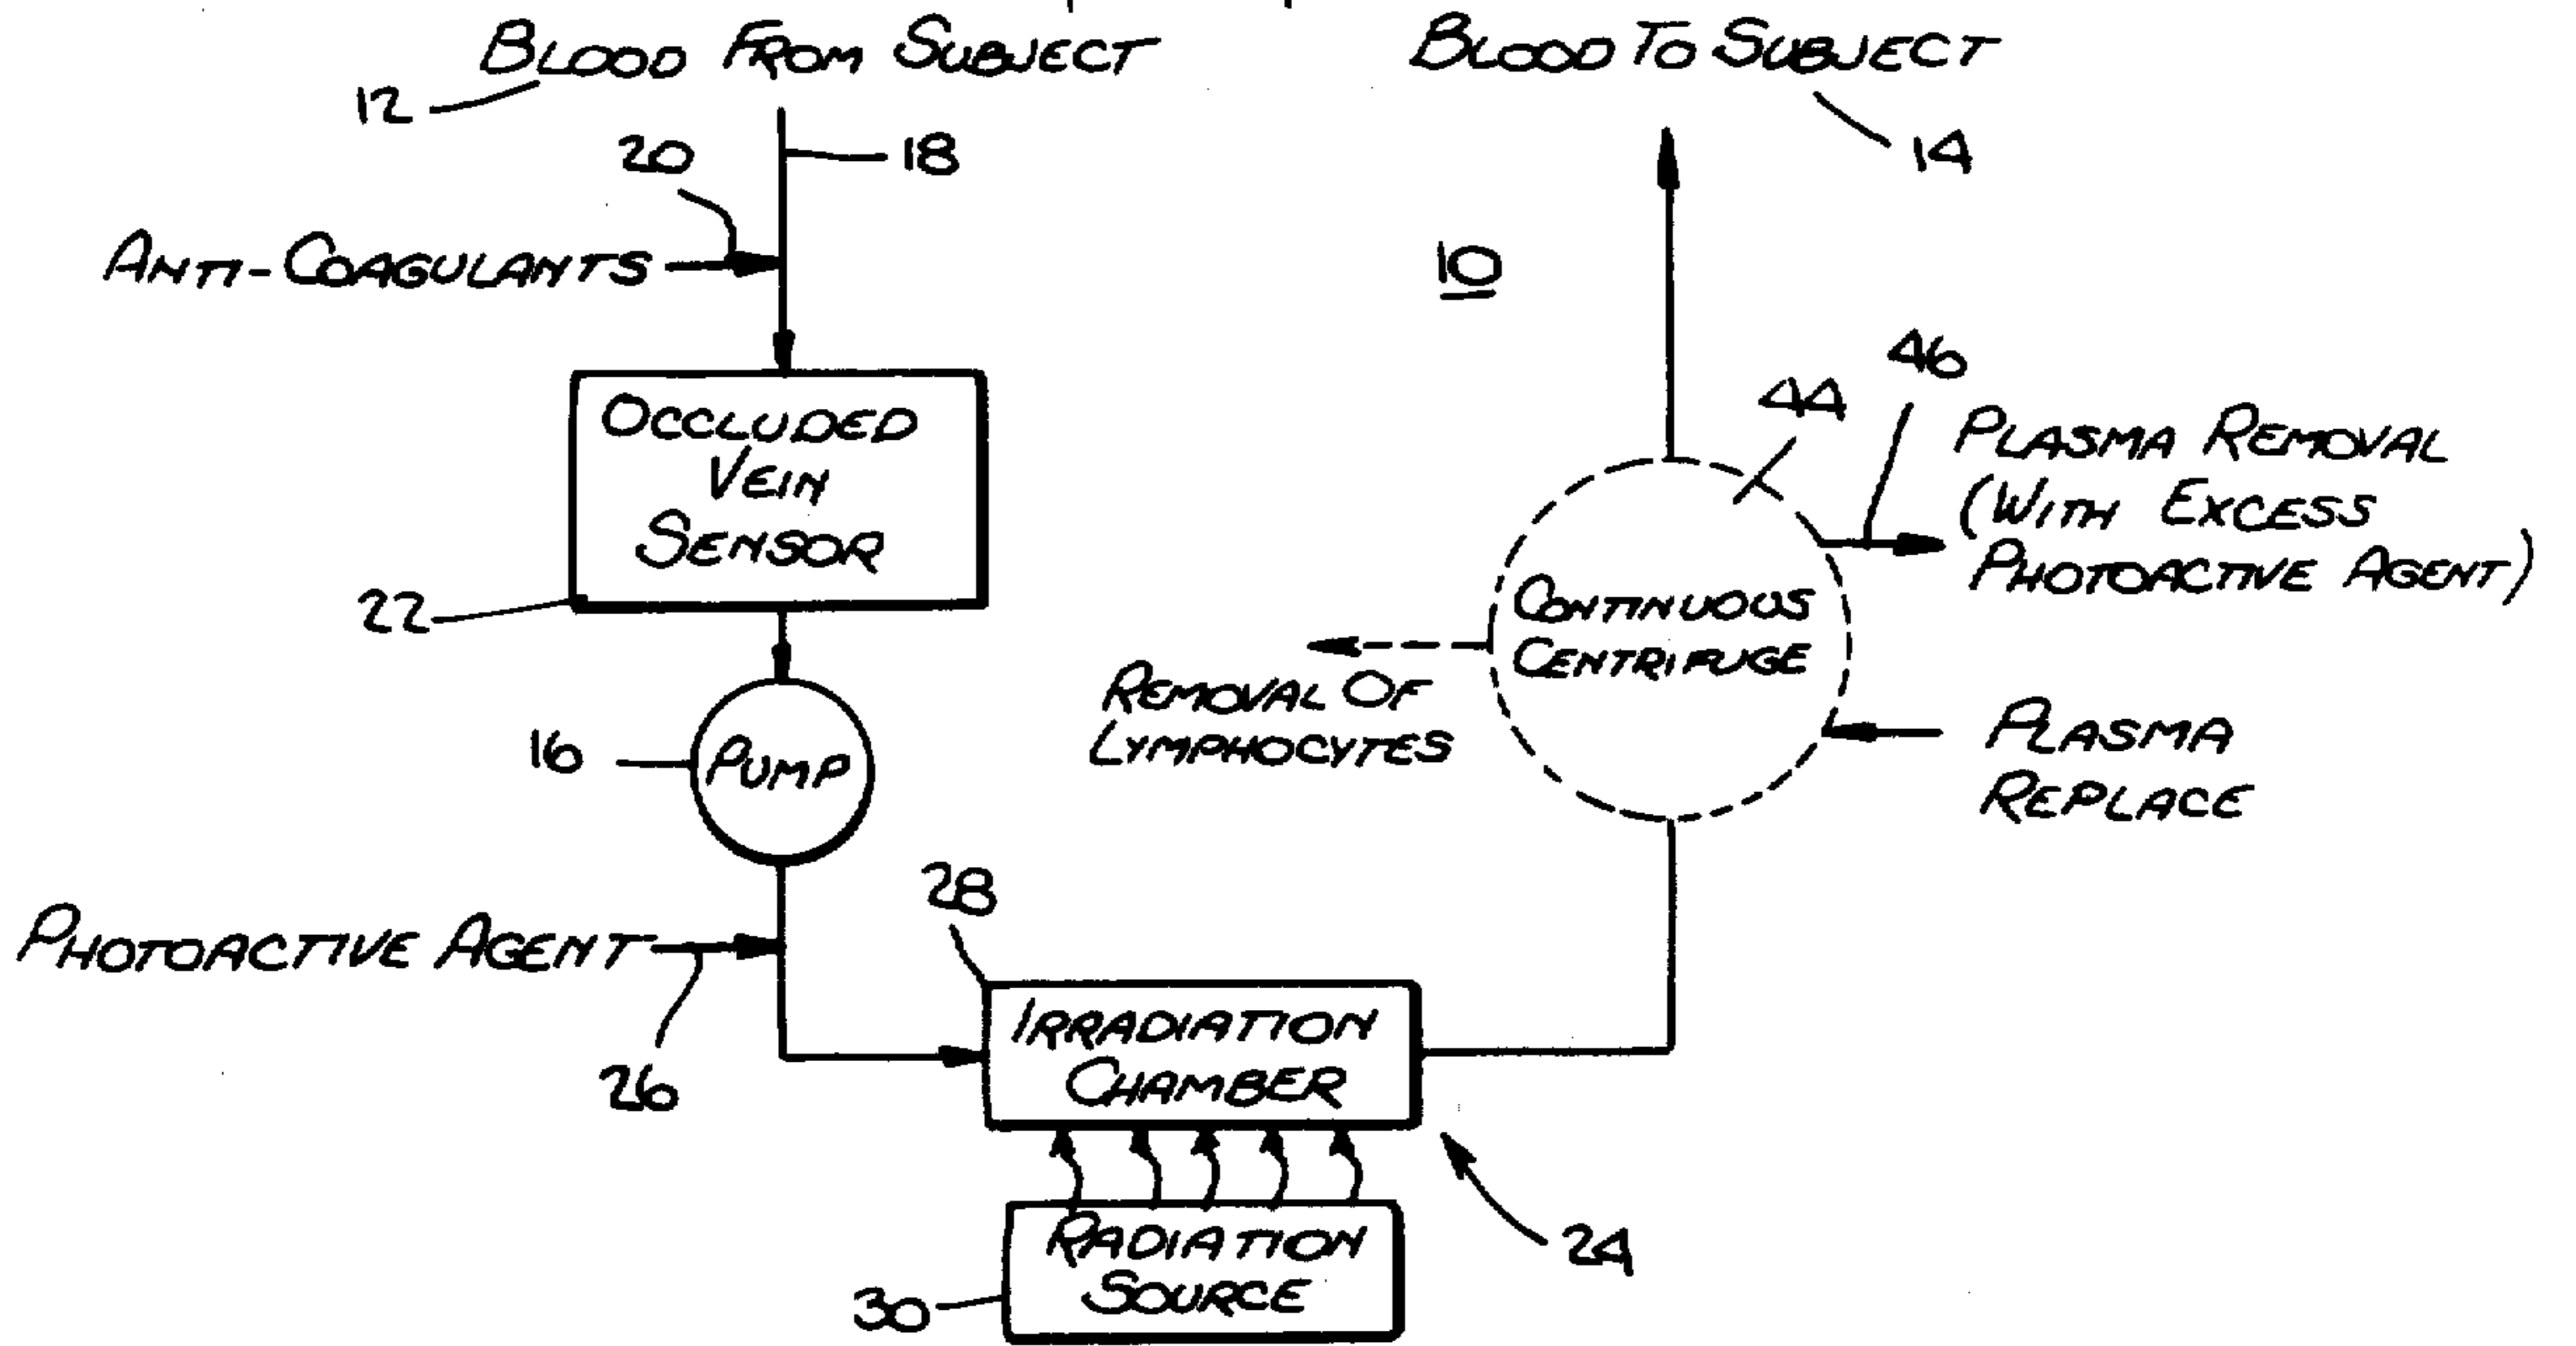 BLOOD FROM SUBJECT
12
18
20
ANTI-COAGULANTS
OCCLUDED
VEIN
SENSOR
22
16
PUMP
PHOTOACTIVE AGENT
26
28
IRRADIATION
CHAMBER
RADIATION
SOURCE
30
24
BLOOD TO SUBJECT
14
10
44
46
PLASMA REMOVAL
(WITH EXCESS
PHOTOACTIVE AGENT)
CONTINUOUS
CENTRIFUGE
REMOVAL OF
LYMPHOCYTES
PLASMA
REPLACE